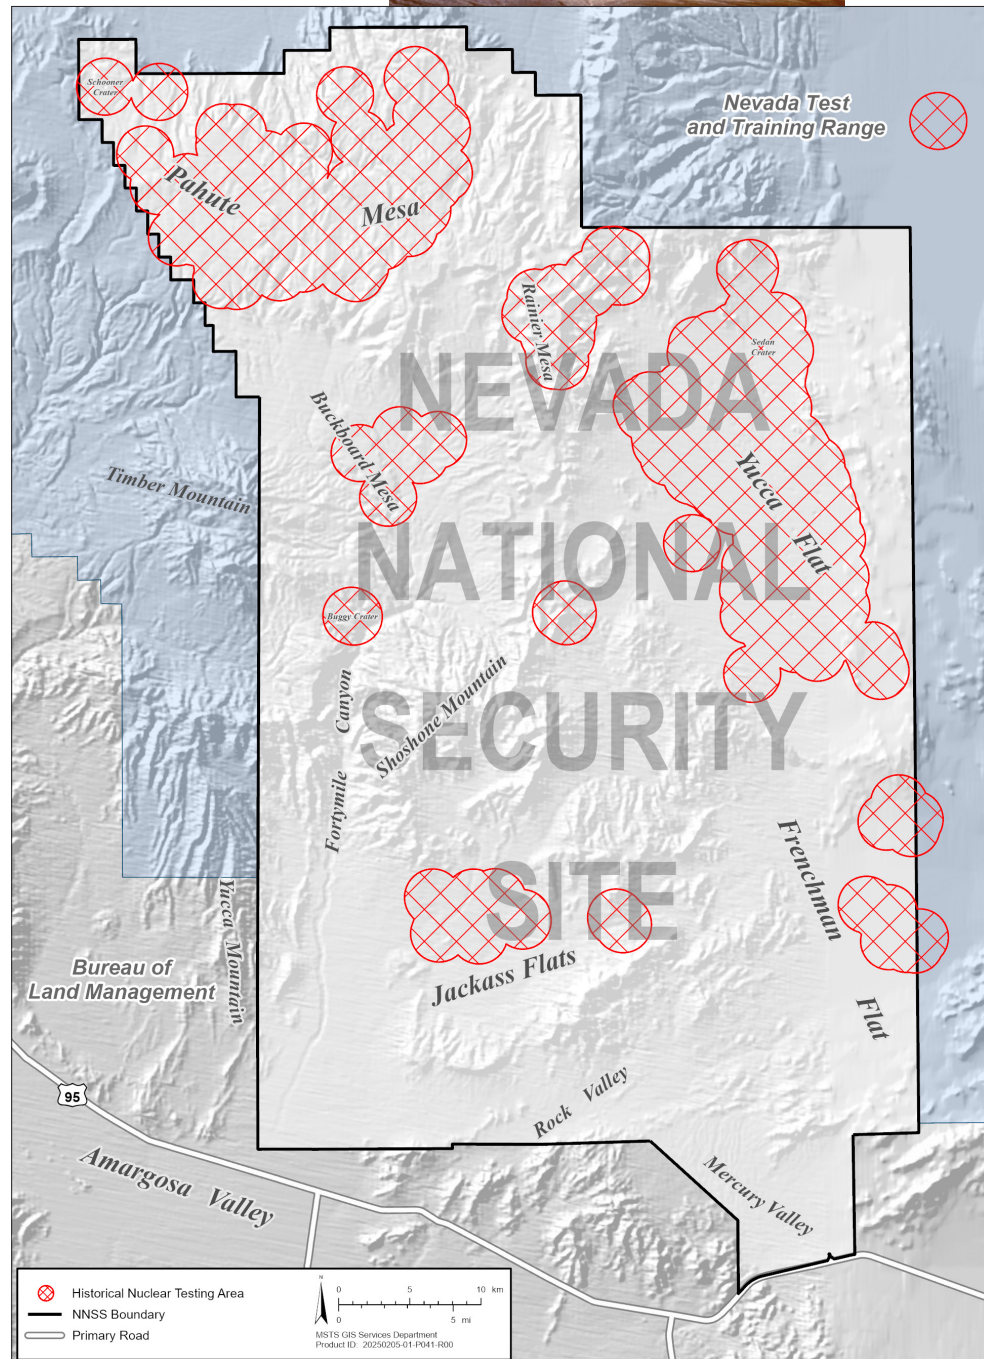 Schooner
Crater
Nevada Test
and Training Range
Pahute
Mesa
Rainier Mesa
Sedan
Crater
NEVADA
Buckboard Mesa
Timber Mountain
Yucca
Flat
NATIONAL
Buggy Crater
Canyon
Shoshone Mountain
SECURITY
Fortymile
Frenchman
SITE
Yucca Mountain
Bureau of
Land Management
Jackass Flats
Flat
95
Rock Valley
Amargosa Valley
Mercury Valley
Historical Nuclear Testing Area
NNSS Boundary
Primary Road
N
0 5 10 km
0 5 mi
MSTS GIS Services Department
Product ID: 20250205-01-P041-R00